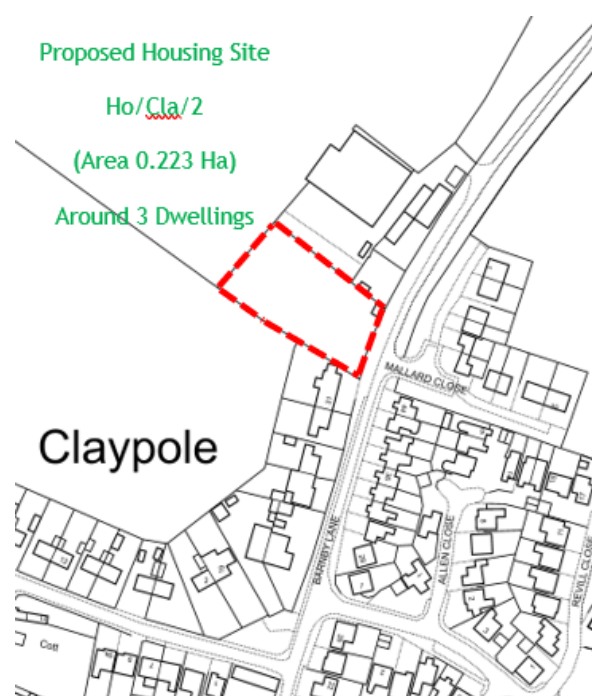 Proposed Housing Site
Ho/Cla/2
(Area 0.223 Ha)
Around 3 Dwellings
MALLARD CLOSE
Claypole
BARNBY LANE
ALLEN CLOSE
REVILL CLOSE
Cott